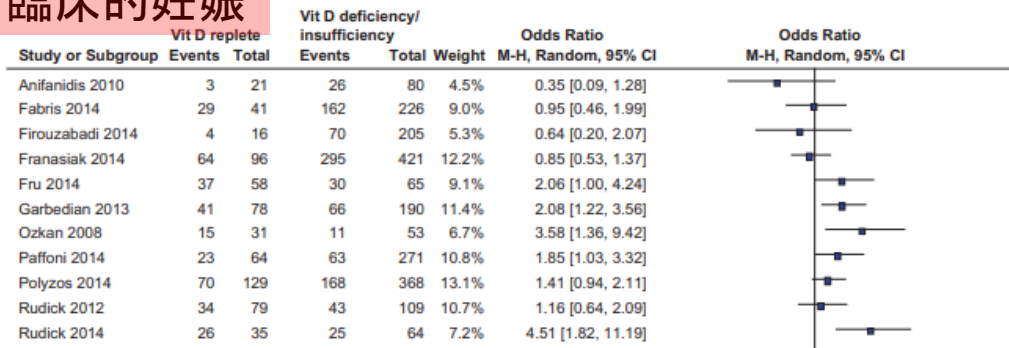 臨床的妊娠
Vit D deficiency/
Vit D replete insufficiency Odds Ratio Odds Ratio
Study or Subgroup Events Total Events Total Weight M-H, Random, 95% CI M-H, Random, 95% CI
Anifanidis 2010 3 21 26 80 4.5% 0.35 [0.09, 1.28]
Fabris 2014 29 41 162 226 9.0% 0.95 [0.46, 1.99]
Firouzabadi 2014 4 16 70 205 5.3% 0.64 [0.20, 2.07]
Franasiak 2014 64 96 295 421 12.2% 0.85 [0.53, 1.37]
Fru 2014 37 58 30 65 9.1% 2.06 [1.00, 4.24]
Garbedian 2013 41 78 66 190 11.4% 2.08 [1.22, 3.56]
Ozkan 2008 15 31 11 53 6.7% 3.58 [1.36, 9.42]
Paffoni 2014 23 64 63 271 10.8% 1.85 [1.03, 3.32]
Polyzos 2014 70 129 168 368 13.1% 1.41 [0.94, 2.11]
Rudick 2012 34 79 43 109 10.7% 1.16 [0.64, 2.09]
Rudick 2014 26 35 25 64 7.2% 4.51 [1.82, 11.19]